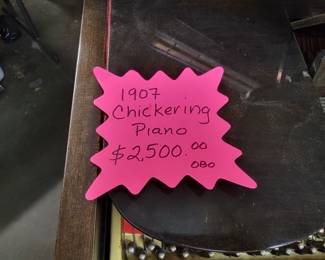 1907
Chickering
Piano
$2,500.00
OBO